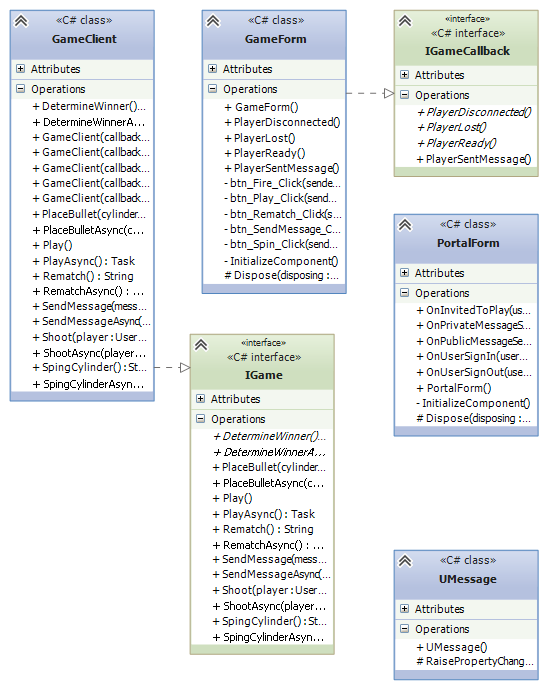 «C# class»
GameClient
Attributes
Operations
+ DetermineWinner()...
+ DetermineWinnerA...
+ GameClient(callback...
+ GameClient(callback...
+ GameClient(callback...
+ GameClient(callback...
+ GameClient(callback...
+ PlaceBullet(cylinder...
+ PlaceBulletAsync(c...
+ Play()
+ PlayAsync() : Task
+ Rematch() : String
+ RematchAsync() : ...
+ SendMessage(mess...
+ SendMessageAsync(...
+ Shoot(player :User...
+ ShootAsync(player...
+ SpingCylinder() :St...
+ SpingCylinderAsyn...
«C# class»
GameForm
Attributes
Operations
+ GameForm()
+ PlayerDisconnected()
+ PlayerLost()
+ PlayerReady()
+ PlayerSentMessage()
- btn_Fire_Click(sende...
- btn_Play_Click(send...
- btn_Rematch_Click(s...
- btn_SendMessage_C...
- btn_Spin_Click(send...
- InitializeComponent()
# Dispose(disposing :...
«interface»
«C# interface»
IGameCallback
Attributes
Operations
+ PlayerDisconnected()
+ PlayerLost()
+ PlayerReady()
+ PlayerSentMessage()
«C# class»
PortalForm
Attributes
Operations
+ OnInvitedToPlay(us...
+ OnPrivateMessageS...
+ OnPublicMessageSe...
+ OnUserSignIn(user...
+ OnUserSignOut(use...
+ PortalForm()
- InitializeComponent()
# Dispose(disposing :...
«interface»
«C# interface»
IGame
Attributes
Operations
+ DetermineWinner()...
+ DetermineWinnerA...
+ PlaceBullet(cylinder...
+ PlaceBulletAsync(c...
+ Play()
+ PlayAsync() : Task
+ Rematch() : String
+ RematchAsync() : ...
+ SendMessage(mess...
+ SendMessageAsync(...
+ Shoot(player :User...
+ ShootAsync(player...
+ SpingCylinder() :St...
+ SpingCylinderAsyn...
«C# class»
UMessage
Attributes
Operations
+ UMessage()
# RaisePropertyChang...